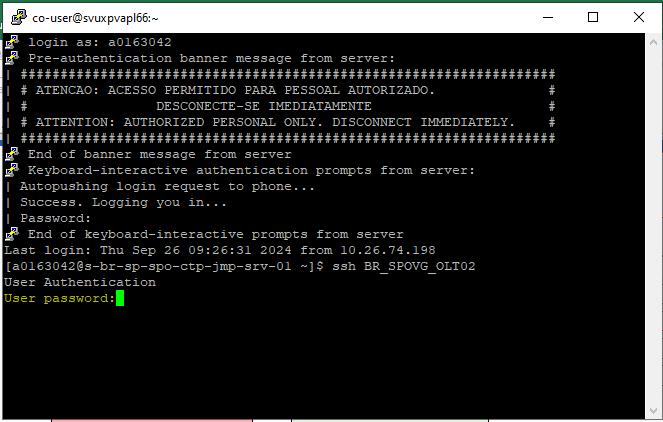 co-user@svuxpvapl66:~
login as: a0163042
Pre-authentication banner message from server:
| ####################################################################
| # ATENCAO: ACESSO PERMITIDO PARA PESSOAL AUTORIZADO.              #
| #                DESCONECTE-SE IMEDIATAMENTE                      #
| # ATTENTION: AUTHORIZED PERSONAL ONLY. DISCONNECT IMMEDIATELY.    #
| ####################################################################
End of banner message from server
Keyboard-interactive authentication prompts from server:
| Autopushing login request to phone...
| Success. Logging you in...
| Password:
End of keyboard-interactive prompts from server
Last login: Thu Sep 26 09:26:31 2024 from 10.26.74.198
[a0163042@s-br-sp-spo-ctp-jmp-srv-01 ~]$ ssh BR_SPOVG_OLT02
User Authentication
User password: